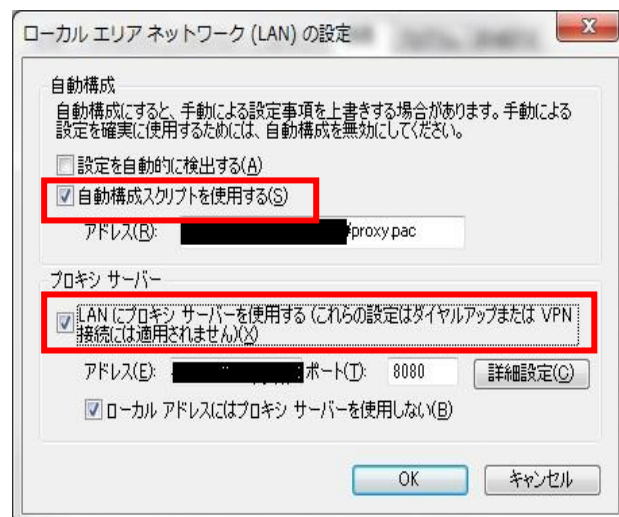 ローカル エリア ネットワーク (LAN) の設定
自動構成
自動構成にすると、手動による設定事項を上書きする場合があります。手動による
設定を確実に使用するためには、自動構成を無効にしてください。
設定を自動的に検出する(A)
自動構成スクリプトを使用する(S)
アドレス(R): proxy.pac
プロキシ サーバー
LAN にプロキシ サーバーを使用する (これらの設定はダイヤルアップまたは VPN
接続には適用されません)(X)
アドレス(E): ポート(T): 8080 詳細設定(C)
ローカル アドレスにはプロキシ サーバーを使用しない(B)
OK キャンセル